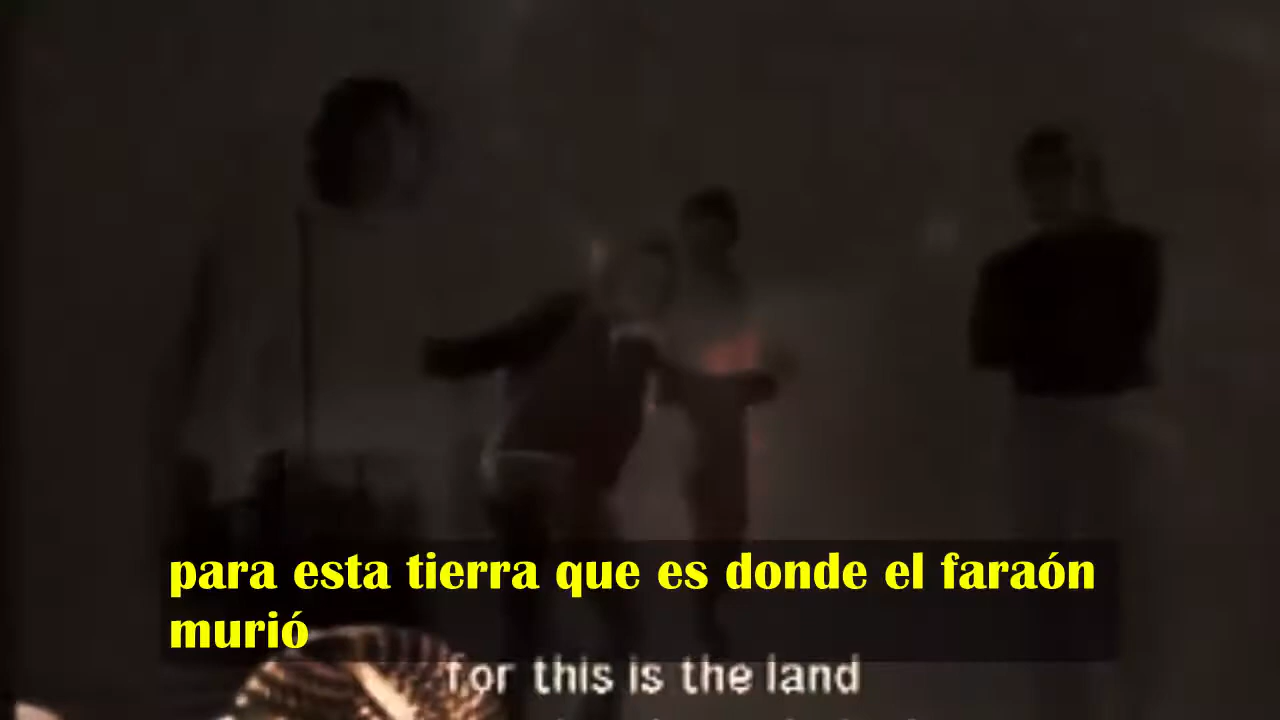 para esta tierra que es donde el faraón
murió
for this is the land